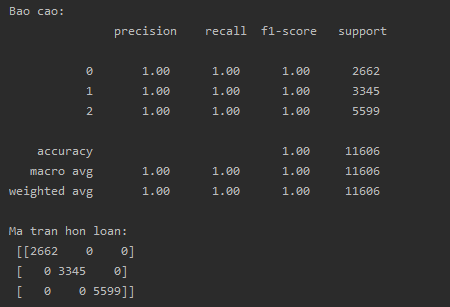 Bao cao:
precision recall f1-score support
0 1.00 1.00 1.00 2662
1 1.00 1.00 1.00 3345
2 1.00 1.00 1.00 5599
accuracy 1.00 11606
macro avg 1.00 1.00 1.00 11606
weighted avg 1.00 1.00 1.00 11606
Ma tran hon loan:
[[2662 0 0]
[ 0 3345 0]
[ 0 0 5599]]